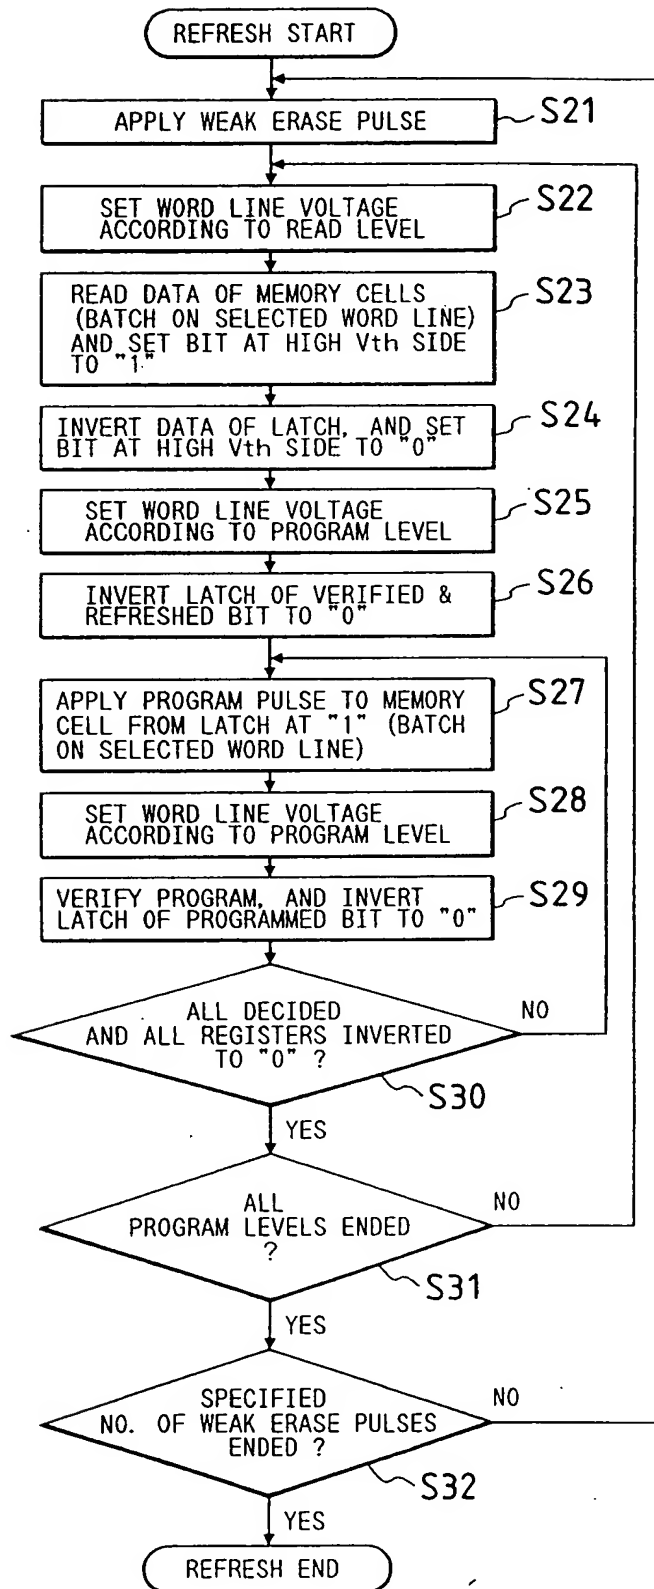 REFRESH START
APPLY WEAK ERASE PULSE
S21
SET WORD LINE VOLTAGE
ACCORDING TO READ LEVEL
S22
READ DATA OF MEMORY CELLS
(BATCH ON SELECTED WORD LINE)
AND SET BIT AT HIGH Vth SIDE
TO "1"
S23
INVERT DATA OF LATCH, AND SET
BIT AT HIGH Vth SIDE TO "0"
S24
SET WORD LINE VOLTAGE
ACCORDING TO PROGRAM LEVEL
S25
INVERT LATCH OF VERIFIED &
REFRESHED BIT TO "0"
S26
APPLY PROGRAM PULSE TO MEMORY
CELL FROM LATCH AT "1" (BATCH
ON SELECTED WORD LINE)
S27
SET WORD LINE VOLTAGE
ACCORDING TO PROGRAM LEVEL
S28
VERIFY PROGRAM, AND INVERT
LATCH OF PROGRAMMED BIT TO "0"
S29
ALL DECIDED
AND ALL REGISTERS INVERTED
TO "0" ?
NO
S30
YES
ALL
PROGRAM LEVELS ENDED
?
NO
S31
YES
SPECIFIED
NO. OF WEAK ERASE PULSES
ENDED ?
NO
S32
YES
REFRESH END